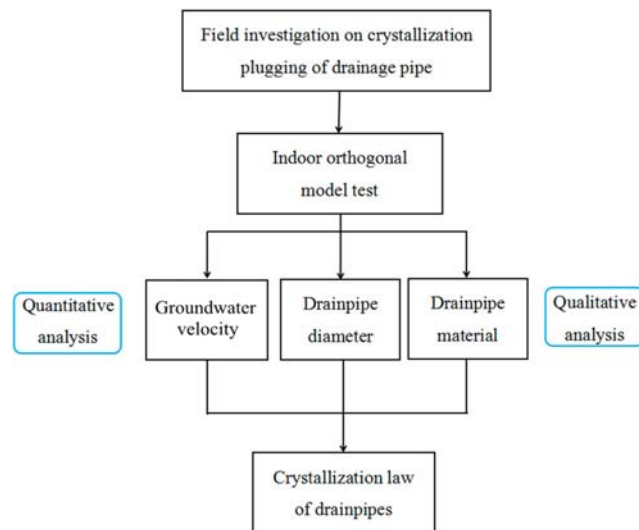 Field investigation on crystallization
plugging of drainage pipe
Indoor orthogonal
model test
Quantitative
analysis
Groundwater
velocity
Drainpipe
diameter
Drainpipe
material
Qualitative
analysis
Crystallization law
of drainpipes